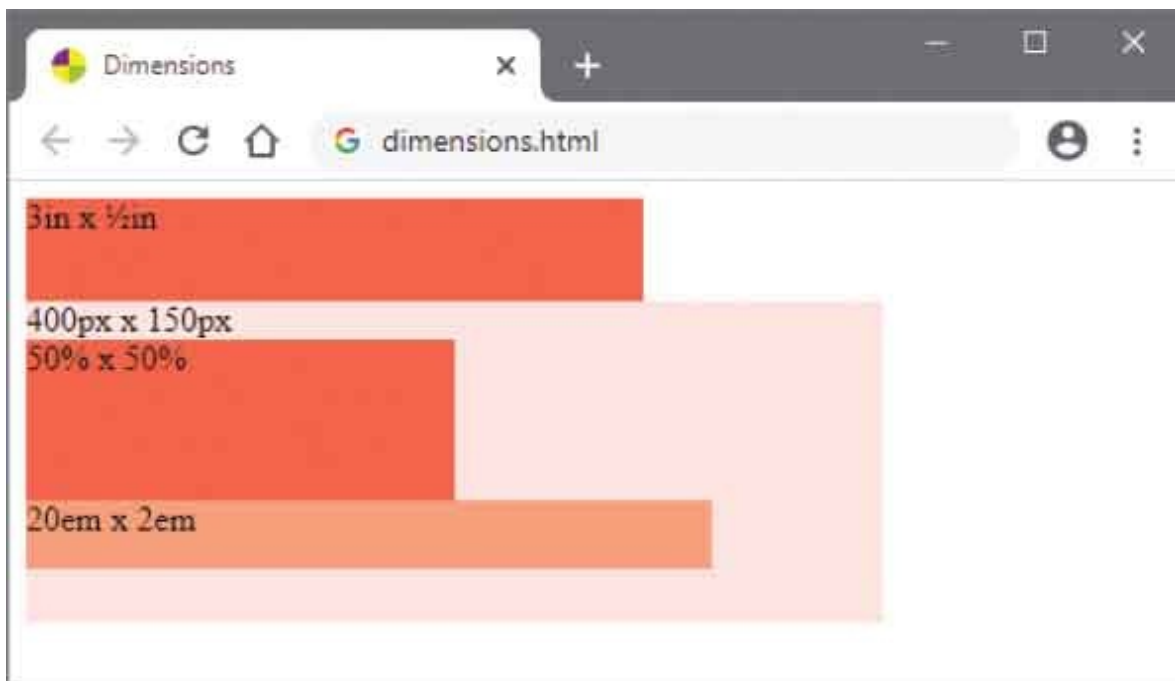 Dimensions
dimensions.html
3in x ½in
400px x 150px
50% x 50%
20em x 2em